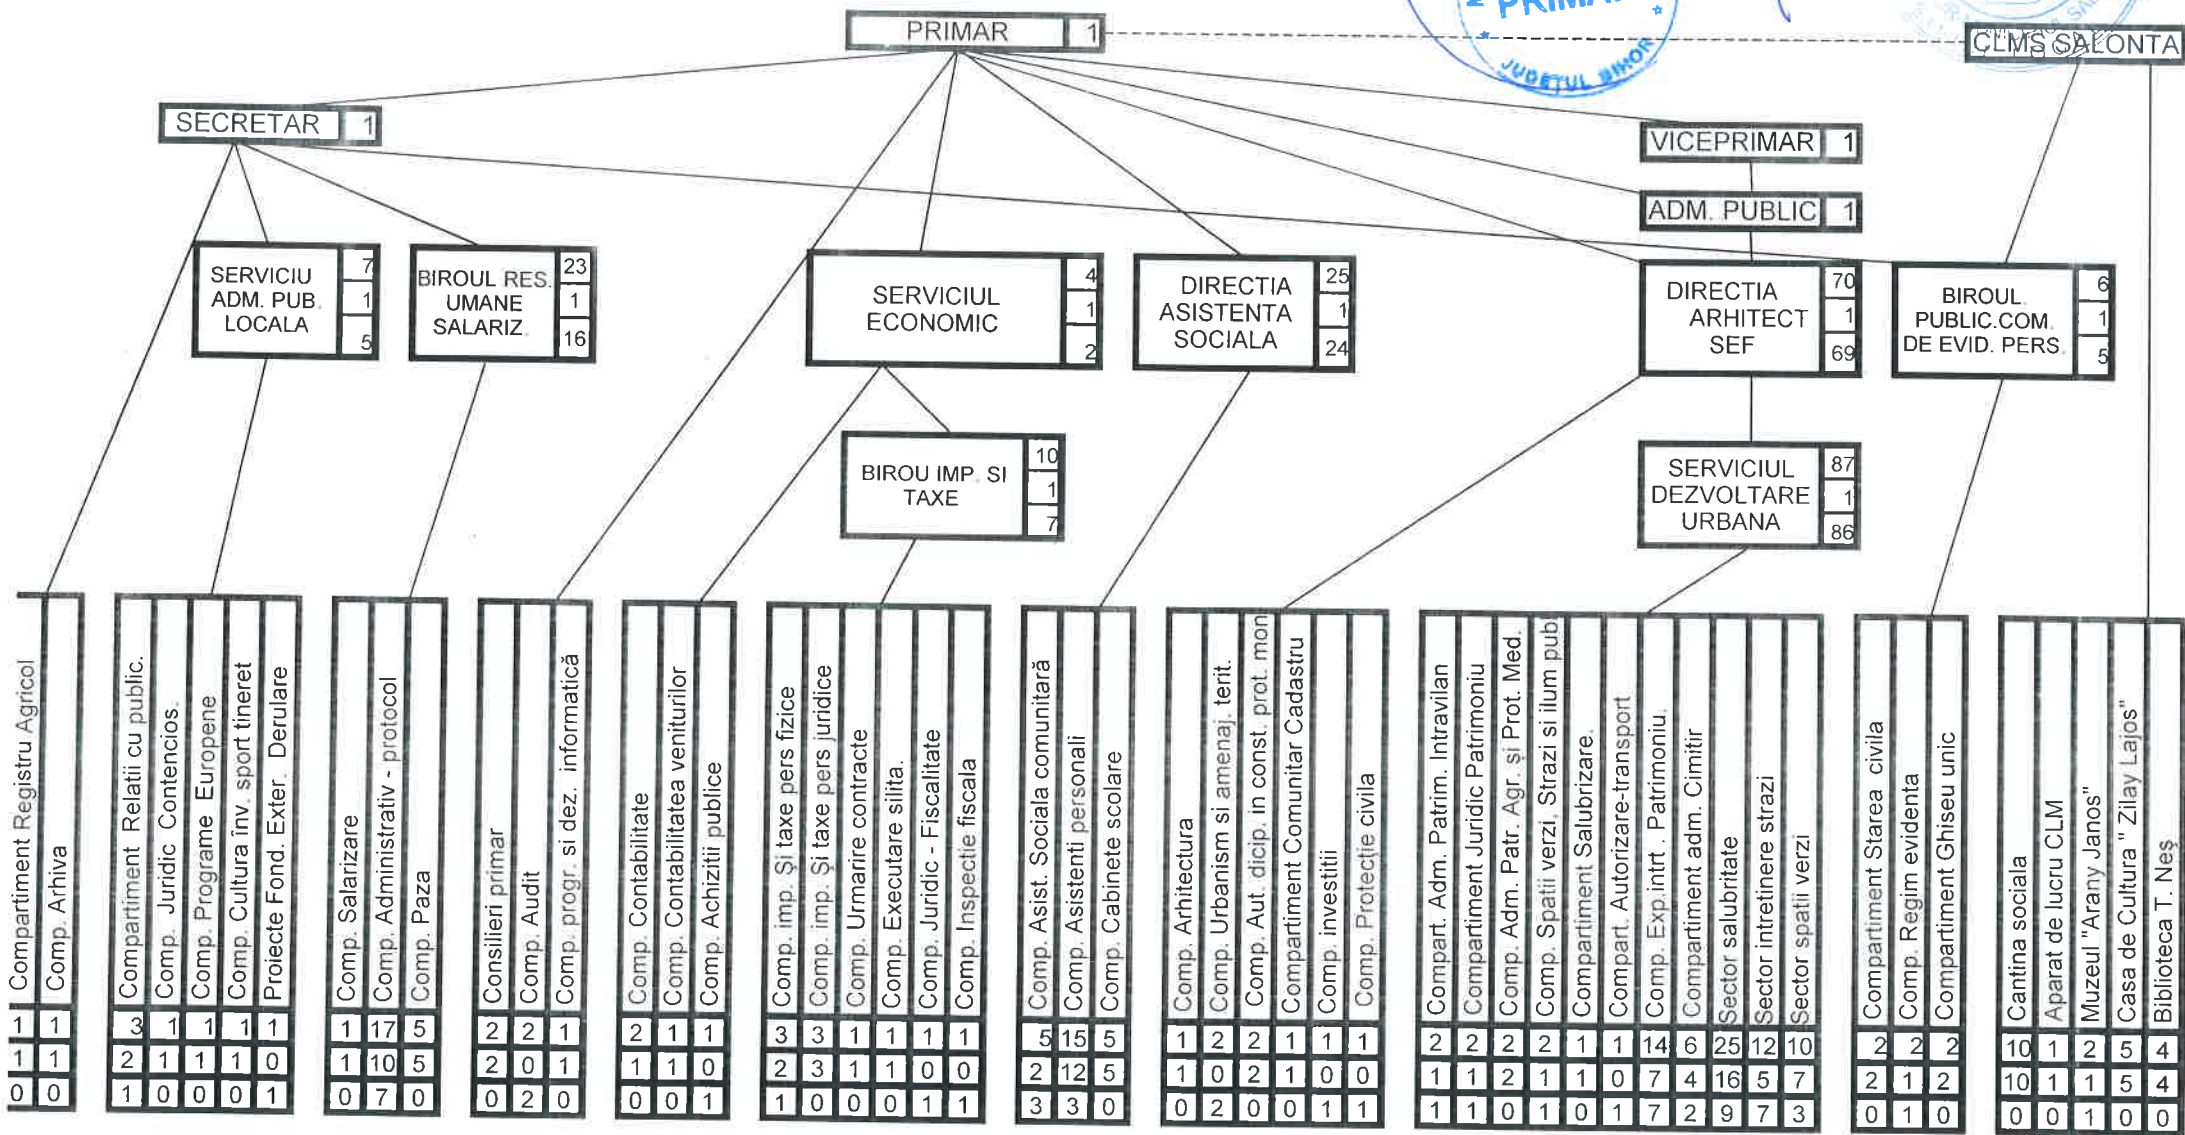 PRIMAR 1
PRIMA
JUDEȚUL BIHOR
CLMS SALONTA
SECRETAR 1
VICEPRIMAR 1
ADM. PUBLIC 1
SERVICIU
ADM. PUB.
LOCALA
7
1
5
BIROUL RES.
UMANE
SALARIZ.
23
1
16
SERVICIUL
ECONOMIC
4
1
2
DIRECTIA
ASISTENTA
SOCIALA
25
1
24
DIRECTIA
ARHITECT
SEF
70
1
69
BIROUL.
PUBLIC.COM.
DE EVID. PERS.
6
1
5
BIROU IMP. SI
TAXE
10
1
7
SERVICIUL
DEZVOLTARE
URBANA
87
1
86
Compartiment Registru Agricol 1 1 0
Comp. Arhiva 1 1 0
Compartiment Relatii cu public. 3 2 1
Comp. Juridic Contencios. 1 1 0
Comp. Programe Europene 1 1 0
Comp. Cultura înv. sport tineret 1 1 0
Proiecte Fond. Exter. Derulare 1 0 1
Comp. Salarizare 1 1 0
Comp. Administrativ - protocol 17 10 7
Comp. Paza 5 5 0
Consilieri primar 2 2 0
Comp. Audit 2 0 2
Comp. progr. si dez. informatică 1 1 0
Comp. Contabilitate 2 1 0
Comp. Contabilitatea veniturilor 1 1 0
Comp. Achizitii publice 1 0 1
Comp. imp. Şi taxe pers fizice 3 2 1
Comp. imp. Şi taxe pers juridice 3 3 0
Comp. Urmarire contracte 1 1 0
Comp. Executare silita. 1 1 0
Comp. Juridic - Fiscalitate 1 0 1
Comp. Inspectie fiscala 1 0 1
Comp. Asist. Sociala comunitară 5 2 3
Comp. Asistenti personali 15 12 3
Comp. Cabinete scolare 5 5 0
Comp. Arhitectura 1 1 0
Comp. Urbanism si amenaj. terit. 2 0 2
Comp. Aut. dicip. in const. prot. mon 2 2 0
Compartiment Comunitar Cadastru 1 1 0
Comp. investitii 1 0 1
Comp. Protecţie civila 1 0 1
Compart. Adm. Patrim. Intravilan 2 1 1
Compartiment Juridic Patrimoniu 2 1 1
Comp. Adm. Patr. Agr. şi Prot. Med. 2 2 0
Comp. Spatii verzi, Strazi si ilum pub 2 1 1
Compartiment Salubrizare. 1 1 0
Compart. Autorizare-transport 1 0 1
Comp. Exp.intrt . Patrimoniu. 14 7 7
Compartiment adm. Cimitir 6 4 2
Sector salubritate 25 16 9
Sector intretinere strazi 12 5 7
Sector spatii verzi 10 7 3
Compartiment Starea civila 2 2 0
Comp. Regim evidenta 2 1 1
Compartiment Ghiseu unic 2 2 0
Cantina sociala 10 10 0
Aparat de lucru CLM 1 1 0
Muzeul "Arany Janos" 2 1 1
Casa de Cultura " Zilay Lajos" 5 5 0
Biblioteca T. Neş 4 4 0